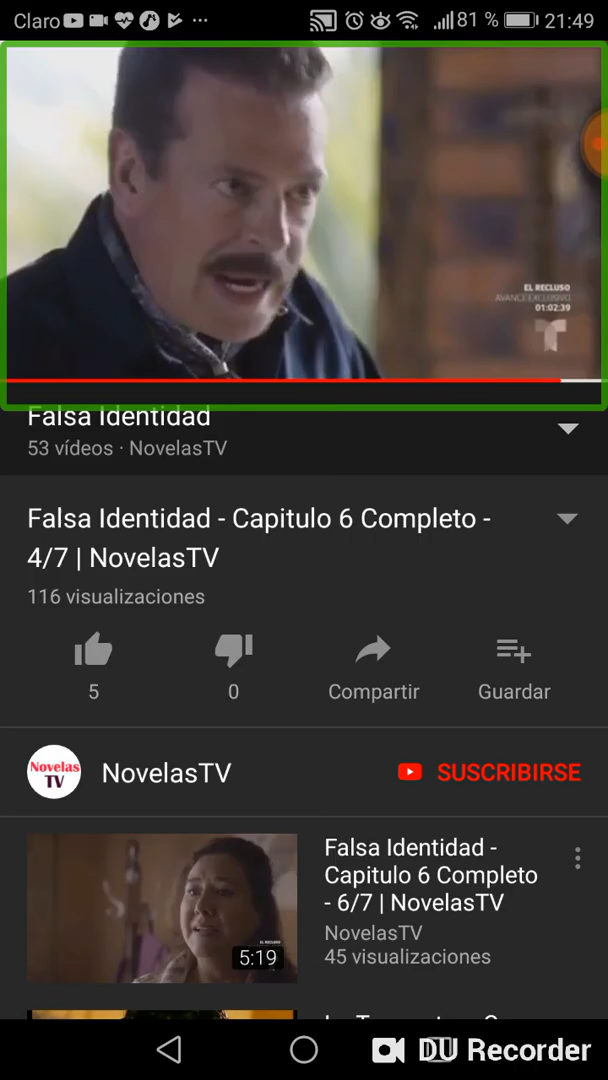 Claro
81 %
21:49
EL RECLUSO
AVANCE EXCLUSIVO
01:02:39
Falsa Identidad
53 vídeos · NovelasTV
Falsa Identidad - Capitulo 6 Completo -
4/7 | NovelasTV
116 visualizaciones
5
0
Compartir
Guardar
Novelas
TV
NovelasTV
SUSCRIBIRSE
5:19
Falsa Identidad -
Capitulo 6 Completo
- 6/7 | NovelasTV
NovelasTV
45 visualizaciones
DU Recorder